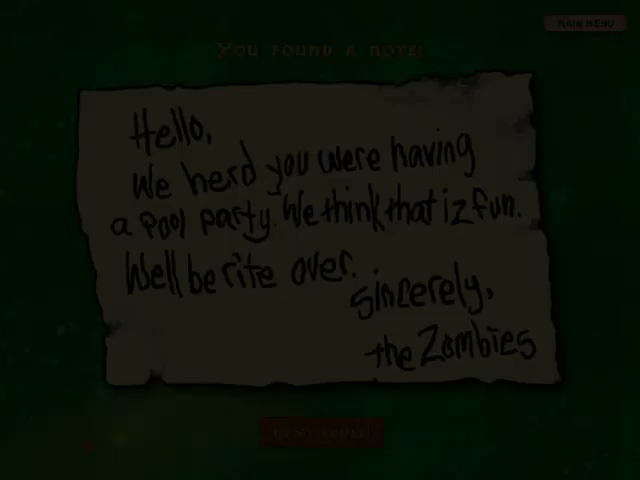 MAIN MENU
YOU FOUND A NOTE!
Hello,
We herd you were having
a pool party. We think that iz fun.
Well be rite over.
Sincerely,
the Zombies